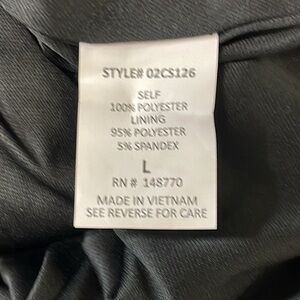 STYLE# 02CS126
SELF
100% POLYESTER
LINING
95% POLYESTER
5% SPANDEX
L
RN # 148770
MADE IN VIETNAM
SEE REVERSE FOR CARE